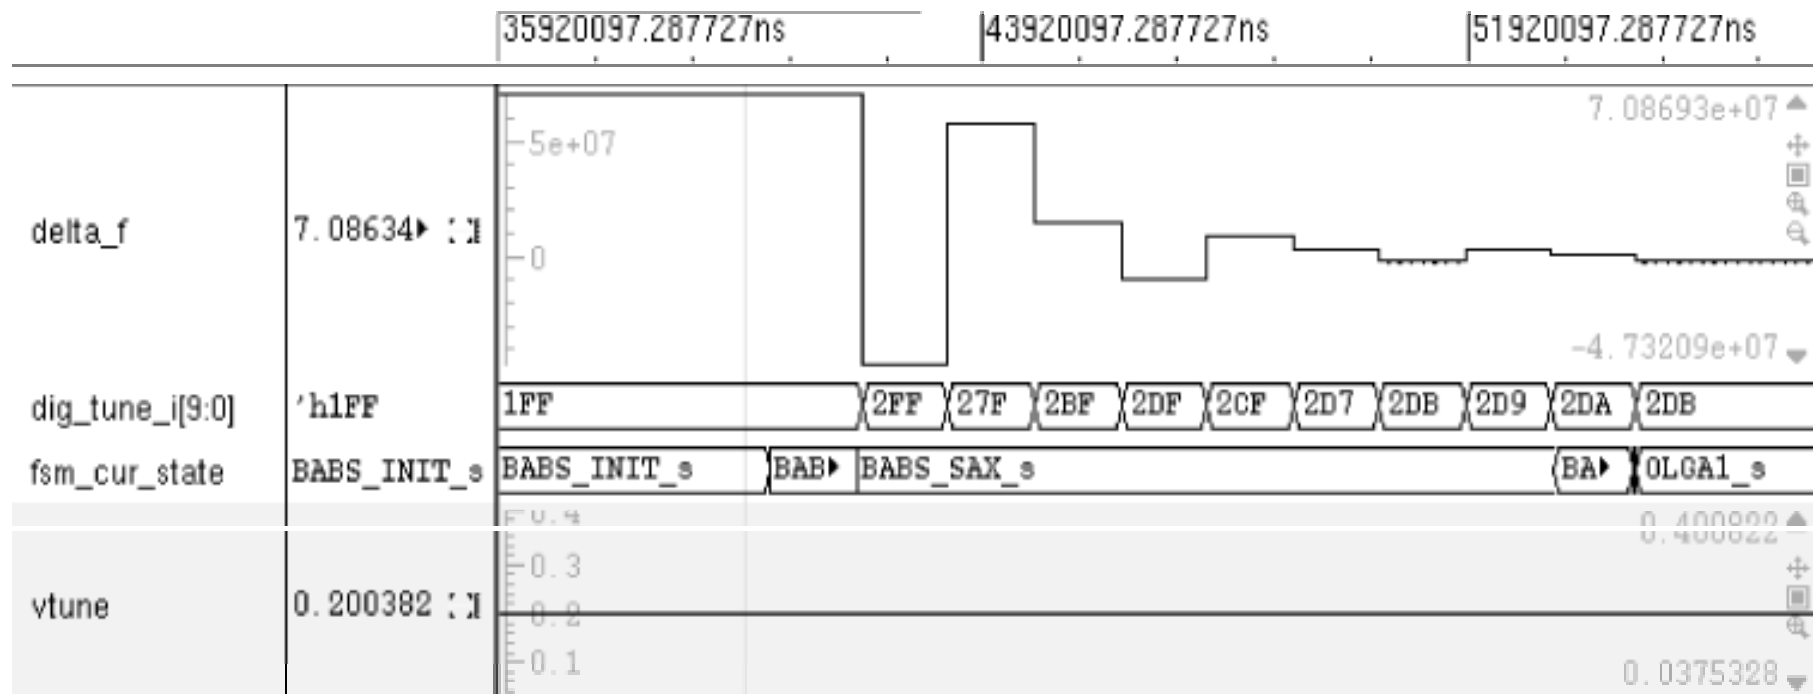 35920097.287727ns 43920097.287727ns 51920097.287727ns
7.08693e+07
5e+07
delta_f 7.08634 0
-4.73209e+07
dig_tune_i[9:0] 'h1FF 1FF 2FF 27F 2BF 2DF 2CF 2D7 2DB 2D9 2DA 2DB
fsm_cur_state BABS_INIT_s BABS_INIT_s BAB BABS_SAX_s BA OLGA1_s
0.4 0.400822
0.3
vtune 0.200382 0.2
0.1 0.0375328